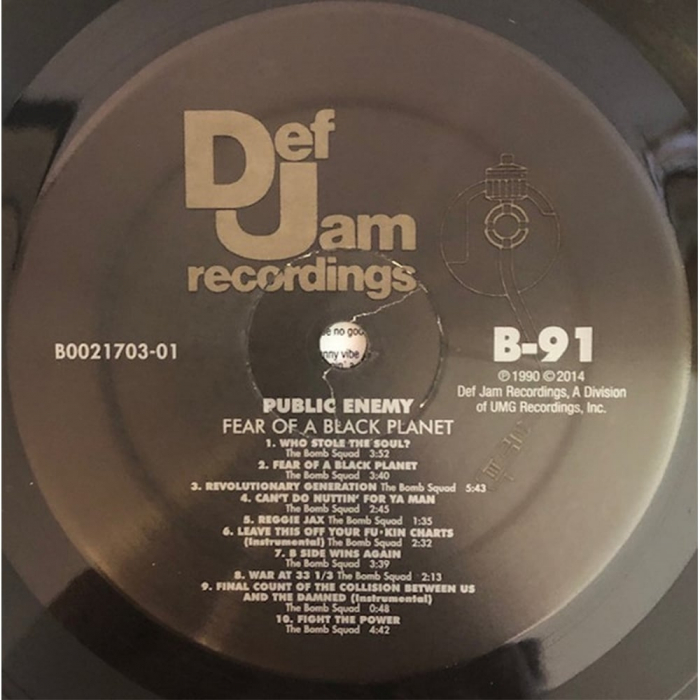 Def
Jam
recordings
B0021703-01
e no goo
nny vibe
B-91
℗ 1990 © 2014
Def Jam Recordings, A Division
of UMG Recordings, Inc.
PUBLIC ENEMY
FEAR OF A BLACK PLANET
1. WHO STOLE THE SOUL?
The Bomb Squad 3:52
2. FEAR OF A BLACK PLANET
The Bomb Squad 3:40
3. REVOLUTIONARY GENERATION The Bomb Squad 5:43
4. CAN'T DO NUTTIN' FOR YA MAN
The Bomb Squad 2:45
5. REGGIE JAX The Bomb Squad 1:35
6. LEAVE THIS OFF YOUR FU•KIN CHARTS
(Instrumental) The Bomb Squad 2:32
7. B SIDE WINS AGAIN
The Bomb Squad 3:39
8. WAR AT 33 1/3 The Bomb Squad 2:13
9. FINAL COUNT OF THE COLLISION BETWEEN US
AND THE DAMNED (Instrumental)
The Bomb Squad 0:48
10. FIGHT THE POWER
The Bomb Squad 4:42